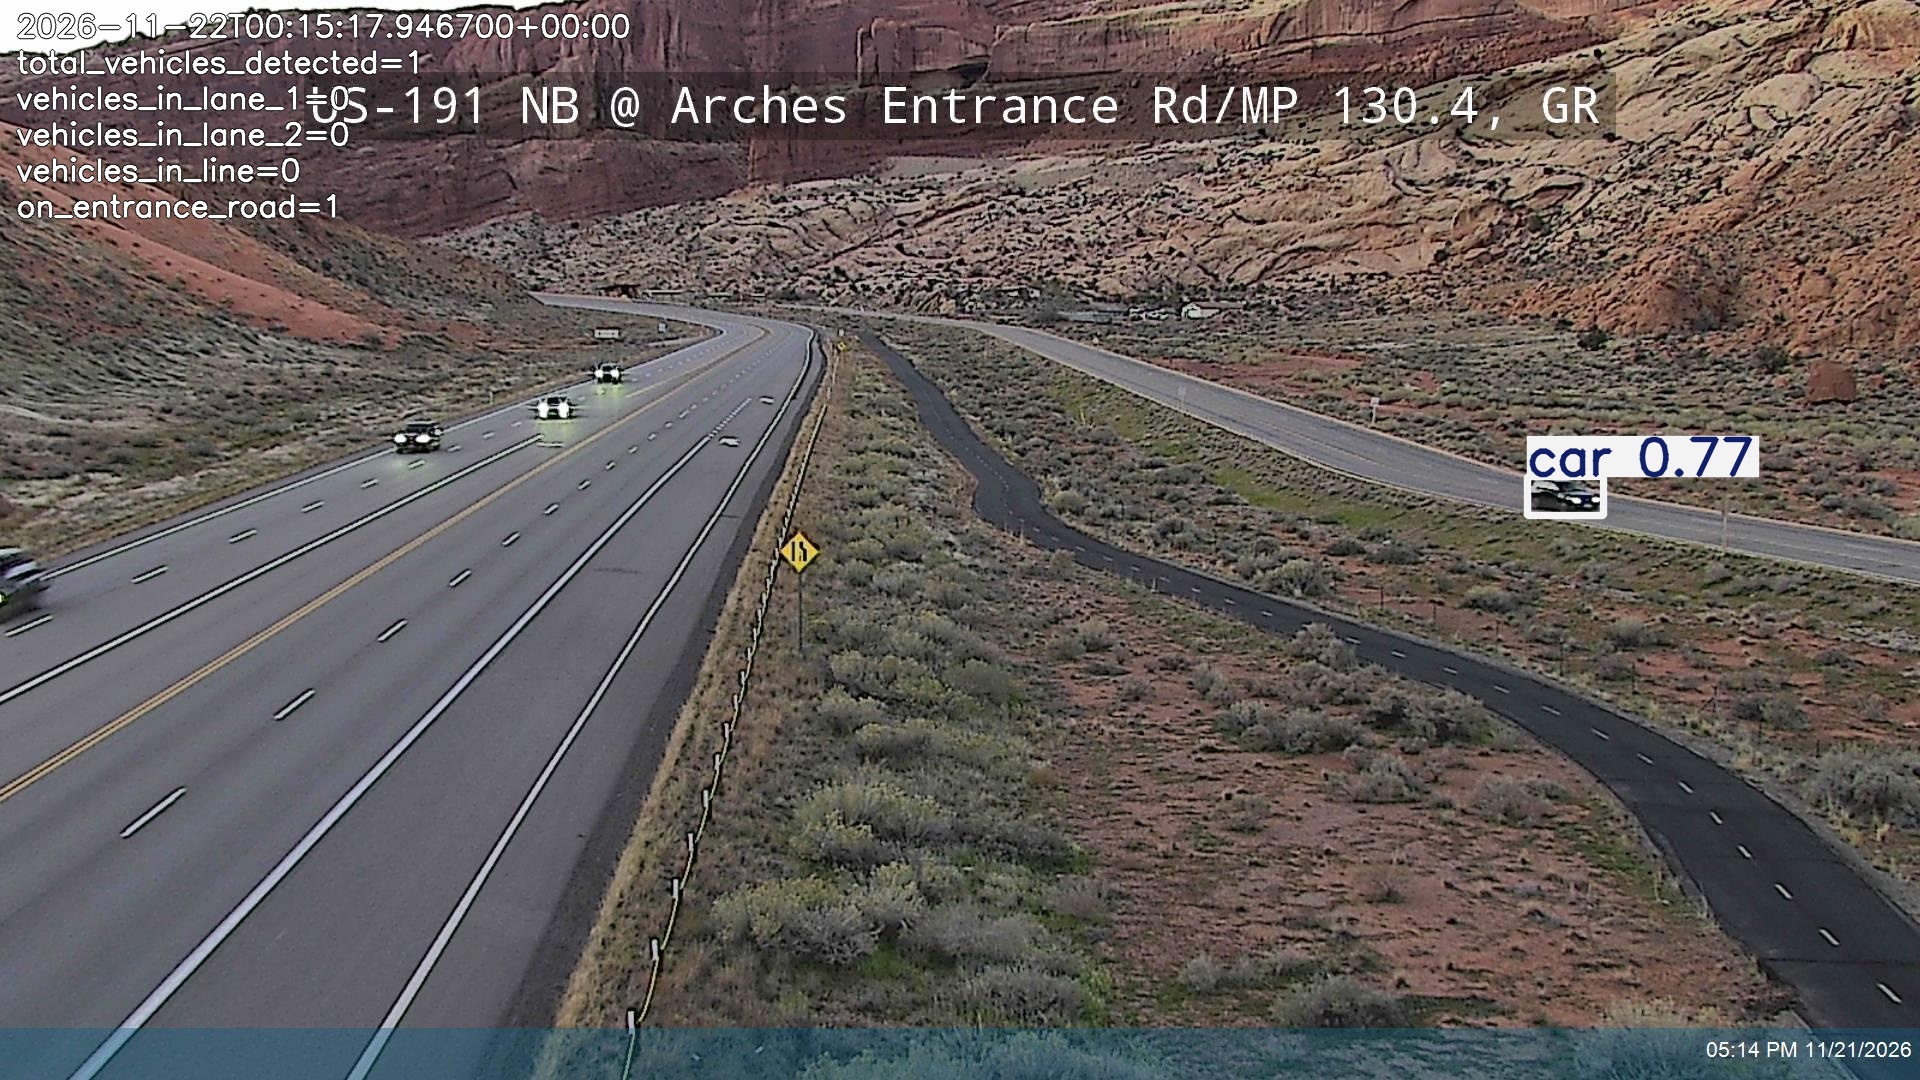 2026-11-22T00:15:17.946700+00:00
total_vehicles_detected=1
vehicles_in_lane_1=0
US-191 NB @ Arches Entrance Rd/MP 130.4, GR
vehicles_in_lane_2=0
vehicles_in_line=0
on_entrance_road=1
car 0.77
05:14 PM 11/21/2026